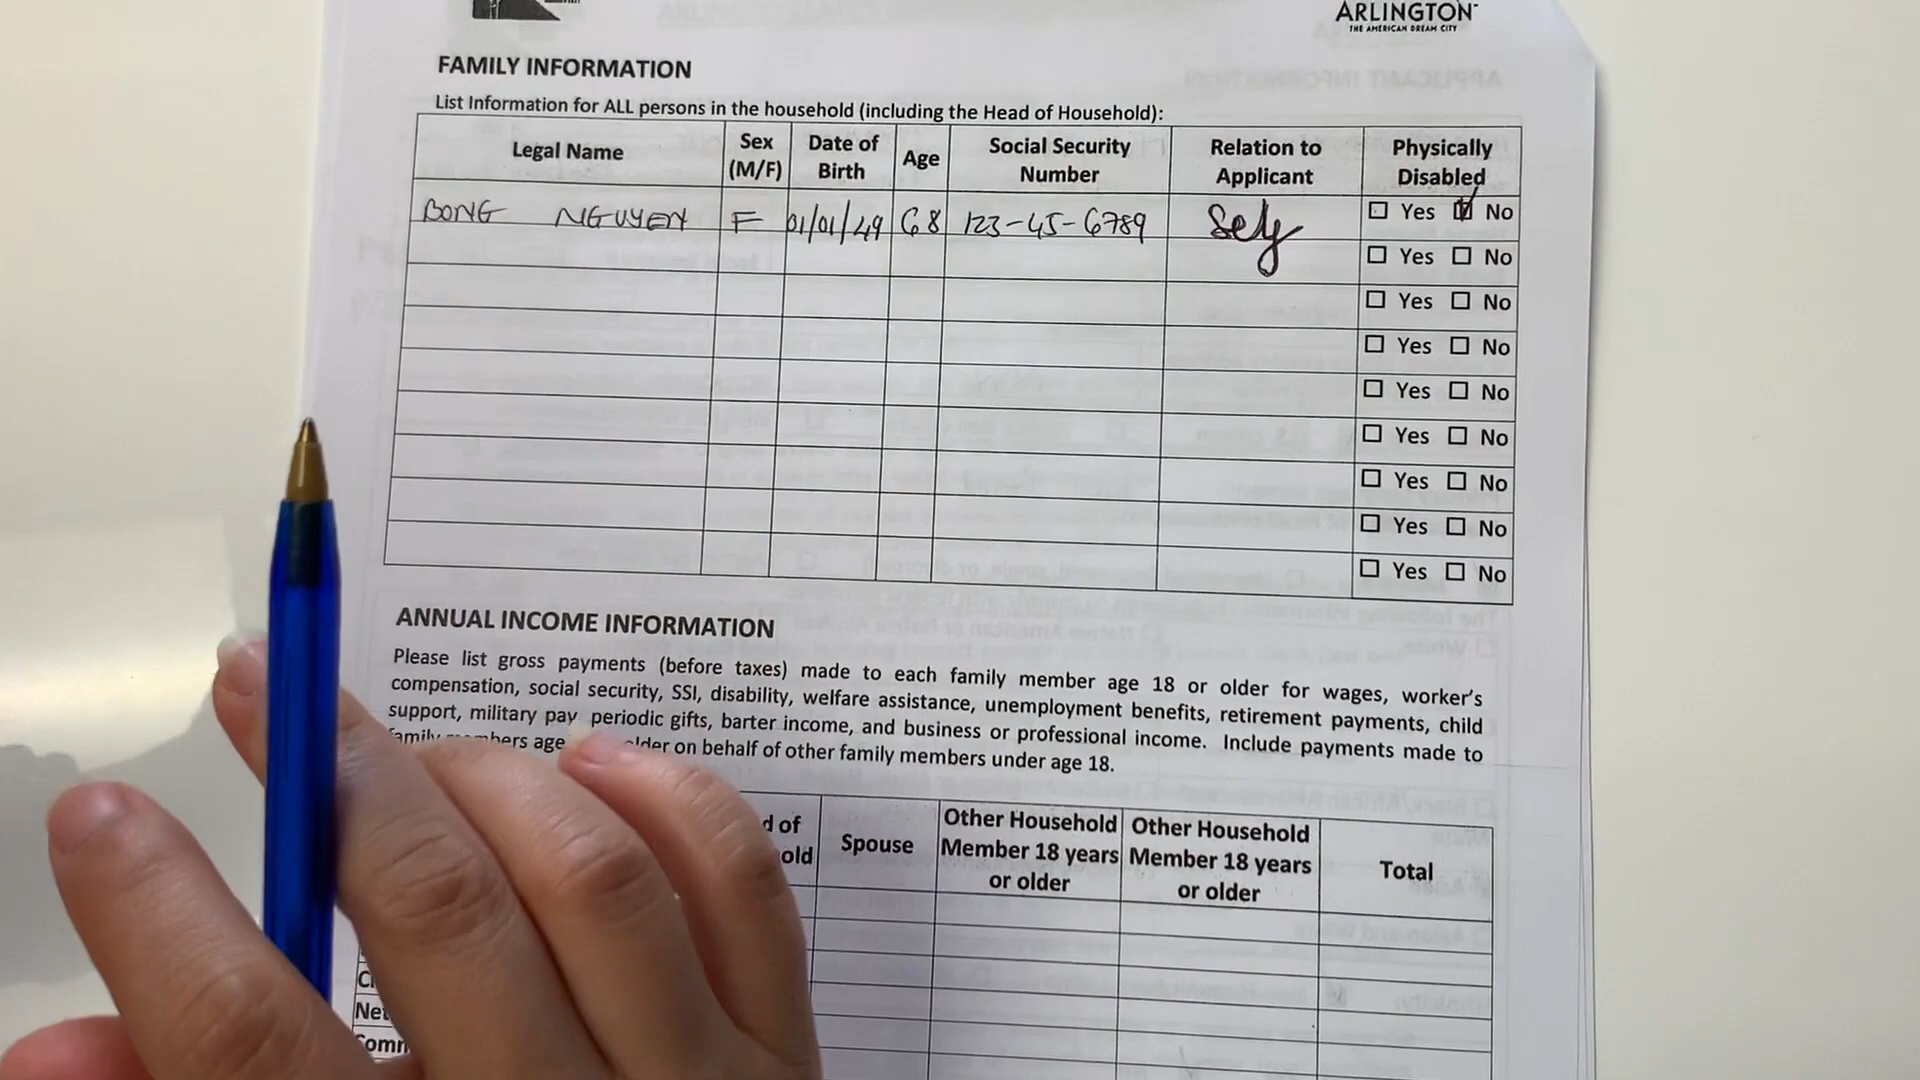 ARLINGTON
THE AMERICAN DREAM CITY
FAMILY INFORMATION
List Information for ALL persons in the household (including the Head of Household):
Legal Name Sex (M/F) Date of Birth Age Social Security Number Relation to Applicant Physically Disabled
BONG NGUYEN F 01/01/49 68 123-45-6789 Self ☐ Yes ☑ No
☐ Yes ☐ No
☐ Yes ☐ No
☐ Yes ☐ No
☐ Yes ☐ No
☐ Yes ☐ No
☐ Yes ☐ No
☐ Yes ☐ No
☐ Yes ☐ No
ANNUAL INCOME INFORMATION
Please list gross payments (before taxes) made to each family member age 18 or older for wages, worker's
compensation, social security, SSI, disability, welfare assistance, unemployment benefits, retirement payments, child
support, military pay periodic gifts, barter income, and business or professional income. Include payments made to
family members age older on behalf of other family members under age 18.
Spouse Other Household Member 18 years or older Other Household Member 18 years or older Total